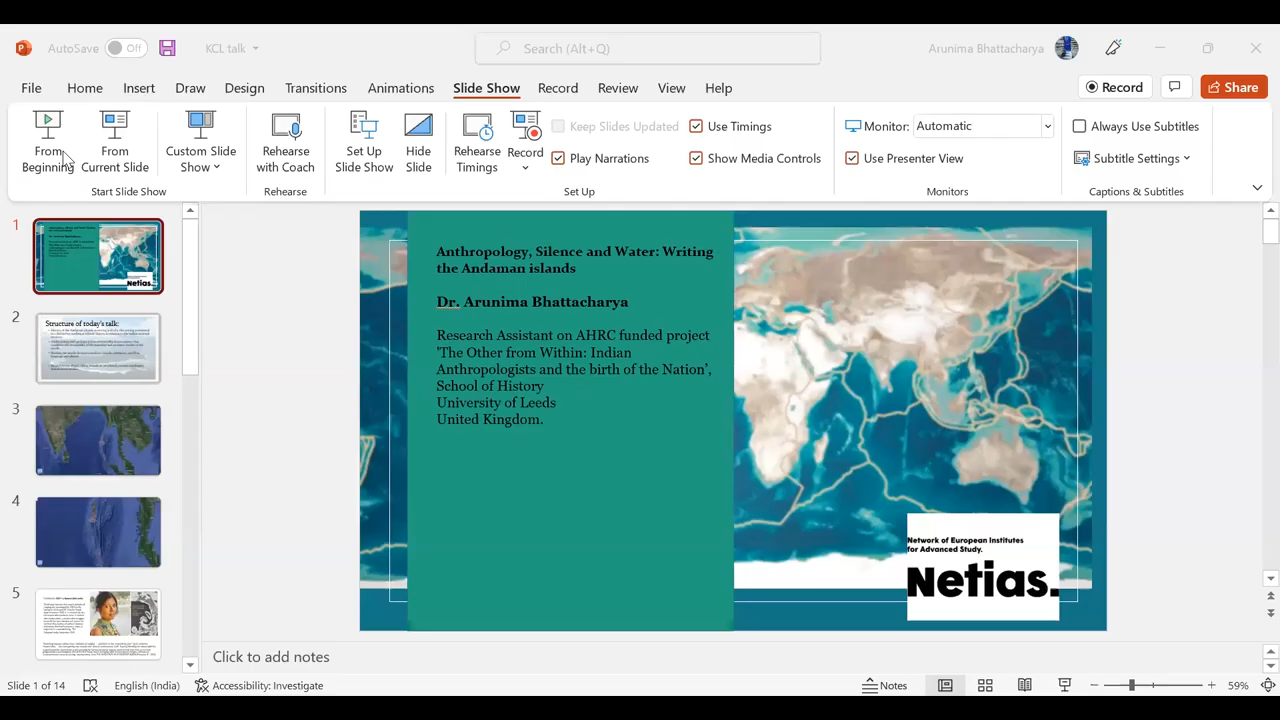 AutoSave
Off
KCL talk
Search (Alt+Q)
Arunima Bhattacharya
File
Home
Insert
Draw
Design
Transitions
Animations
Slide Show
Record
Review
View
Help
Record
Share
From
Beginning
From
Current Slide
Custom Slide
Show
Start Slide Show
Rehearse
with Coach
Rehearse
Set Up
Slide Show
Hide
Slide
Rehearse
Timings
Record
Keep Slides Updated
Play Narrations
Use Timings
Show Media Controls
Set Up
Monitor:
Automatic
Use Presenter View
Monitors
Always Use Subtitles
Subtitle Settings
Captions & Subtitles
1
2
Structure of today's talk:
3
4
5
Anthropology, Silence and Water: Writing
the Andaman islands
Dr. Arunima Bhattacharya
Research Assistant on AHRC funded project
'The Other from Within: Indian
Anthropologists and the birth of the Nation',
School of History
University of Leeds
United Kingdom.
Network of European Institutes
for Advanced Study.
Netias.
Click to add notes
Slide 1 of 14
English (India)
Accessibility: Investigate
Notes
59%